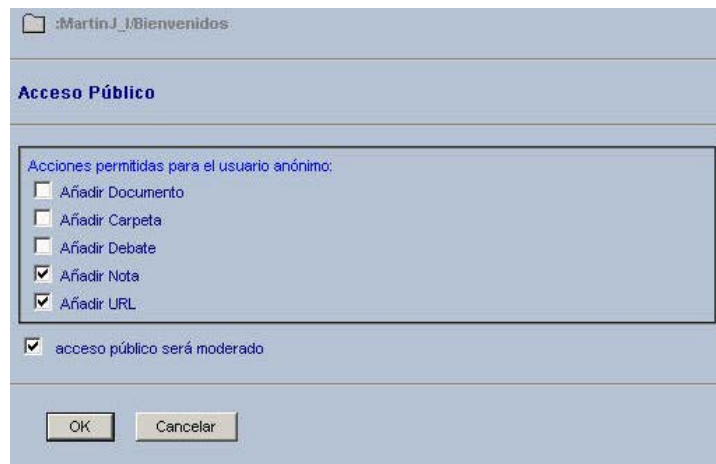 :MartinJ_I/Bienvenidos
Acceso Público
Acciones permitidas para el usuario anónimo:
Añadir Documento
Añadir Carpeta
Añadir Debate
Añadir Nota
Añadir URL
acceso público será moderado
OK Cancelar